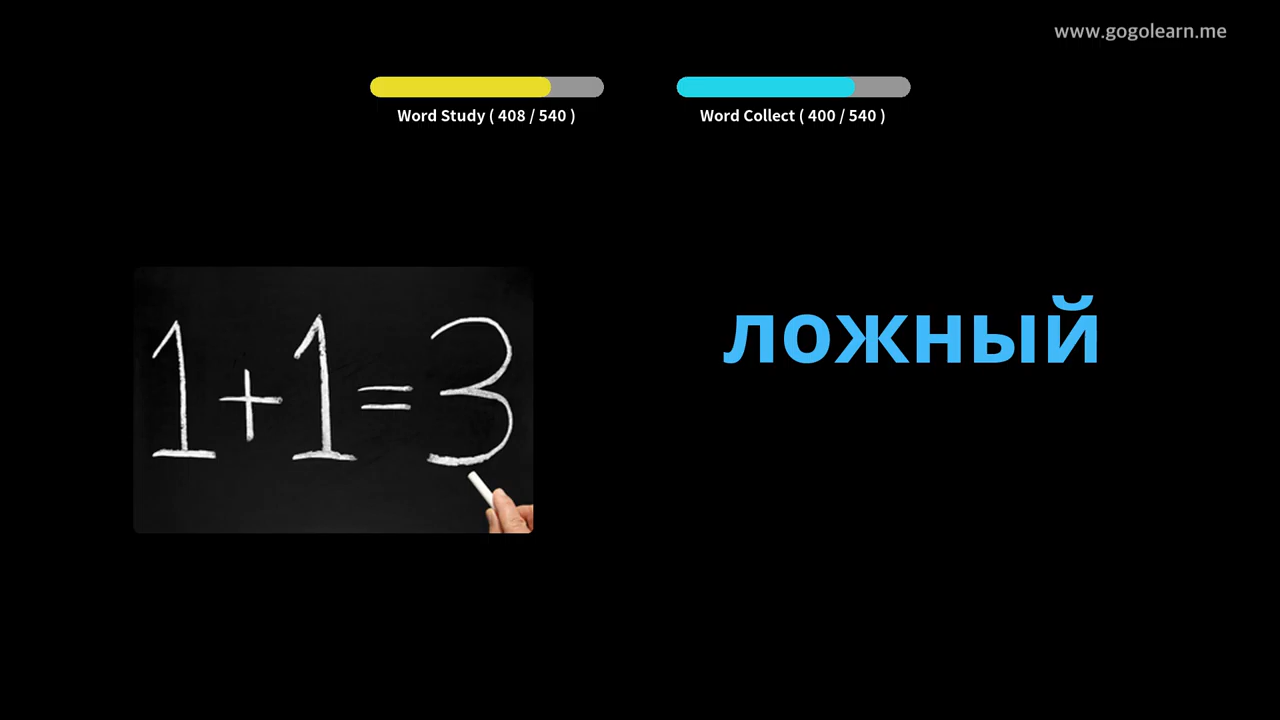 www.gogolearn.me
Word Study ( 408 / 540 )
Word Collect ( 400 / 540 )
1+1=3
ложный